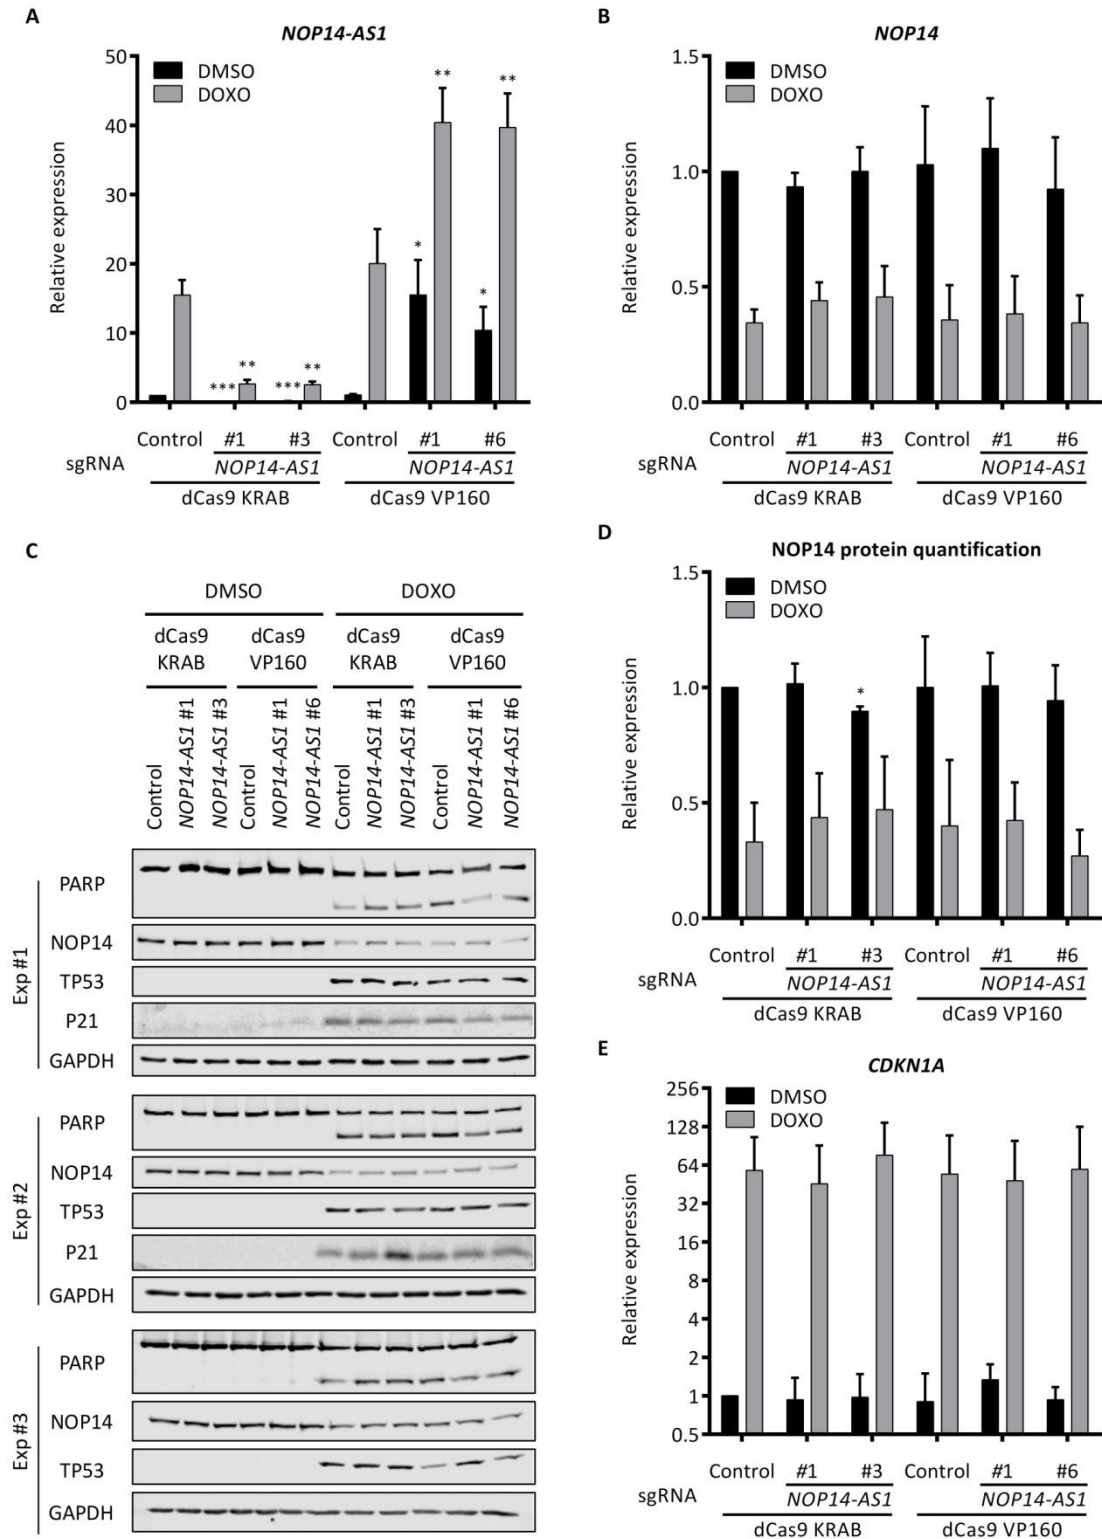 A
NOP14-AS1
50
40
30
20
10
0
Relative expression
DMSO
DOXO
*** ** *** ** * ** * **
Control #1 #3 Control #1 #6
sgRNA
NOP14-AS1 NOP14-AS1
dCas9 KRAB dCas9 VP160
B
NOP14
1.5
1.0
0.5
0.0
Relative expression
DMSO
DOXO
Control #1 #3 Control #1 #6
sgRNA
NOP14-AS1 NOP14-AS1
dCas9 KRAB dCas9 VP160
C
DMSO DOXO
dCas9 dCas9 dCas9 dCas9
KRAB VP160 KRAB VP160
Control
NOP14-AS1 #1
NOP14-AS1 #3
Control
NOP14-AS1 #1
NOP14-AS1 #6
Control
NOP14-AS1 #1
NOP14-AS1 #3
Control
NOP14-AS1 #1
NOP14-AS1 #6
Exp #1
PARP
NOP14
TP53
P21
GAPDH
Exp #2
PARP
NOP14
TP53
P21
GAPDH
Exp #3
PARP
NOP14
TP53
GAPDH
D
NOP14 protein quantification
1.5
1.0
0.5
0.0
Relative expression
DMSO
DOXO
*
Control #1 #3 Control #1 #6
sgRNA
NOP14-AS1 NOP14-AS1
dCas9 KRAB dCas9 VP160
E
CDKN1A
256
128
64
32
16
8
4
2
1
0.5
Relative expression
DMSO
DOXO
Control #1 #3 Control #1 #6
sgRNA
NOP14-AS1 NOP14-AS1
dCas9 KRAB dCas9 VP160